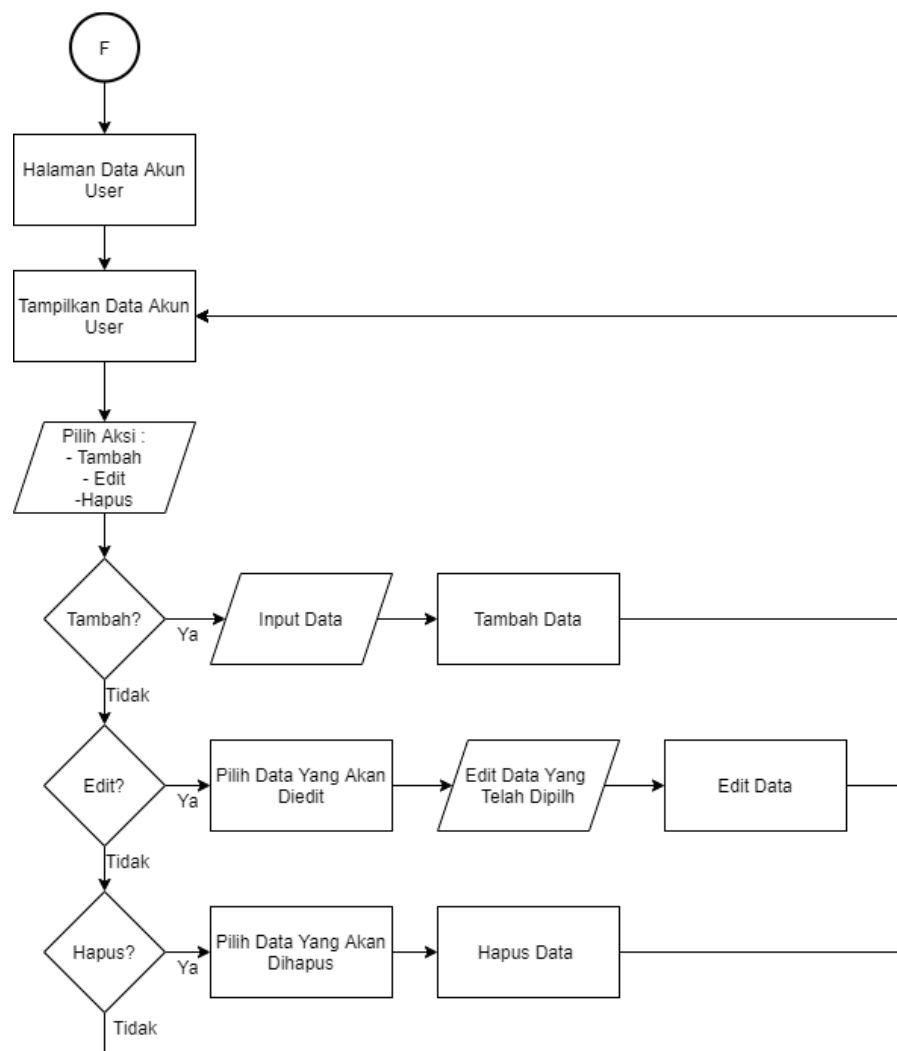 F
Halaman Data Akun
User
Tampilkan Data Akun
User
Pilih Aksi :
- Tambah
- Edit
-Hapus
Tambah?
Ya
Input Data
Tambah Data
Tidak
Edit?
Ya
Pilih Data Yang Akan
Diedit
Edit Data Yang
Telah Dipilh
Edit Data
Tidak
Hapus?
Ya
Pilih Data Yang Akan
Dihapus
Hapus Data
Tidak